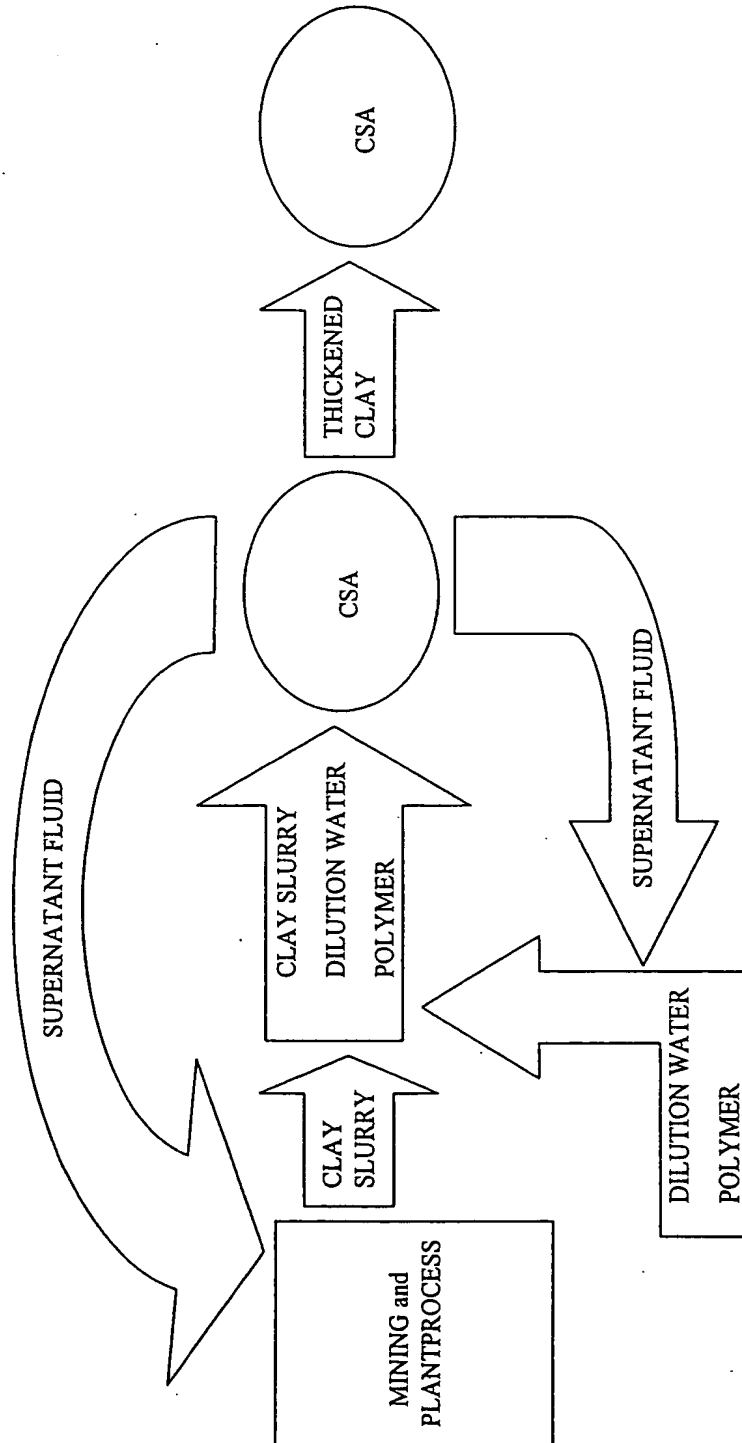 SUPERNATANT FLUID
MINING and
PLANTPROCESS
CLAY
SLURRY
CLAY SLURRY
DILUTION WATER
POLYMER
CSA
THICKENED
CLAY
CSA
SUPERNATANT FLUID
DILUTION WATER
POLYMER